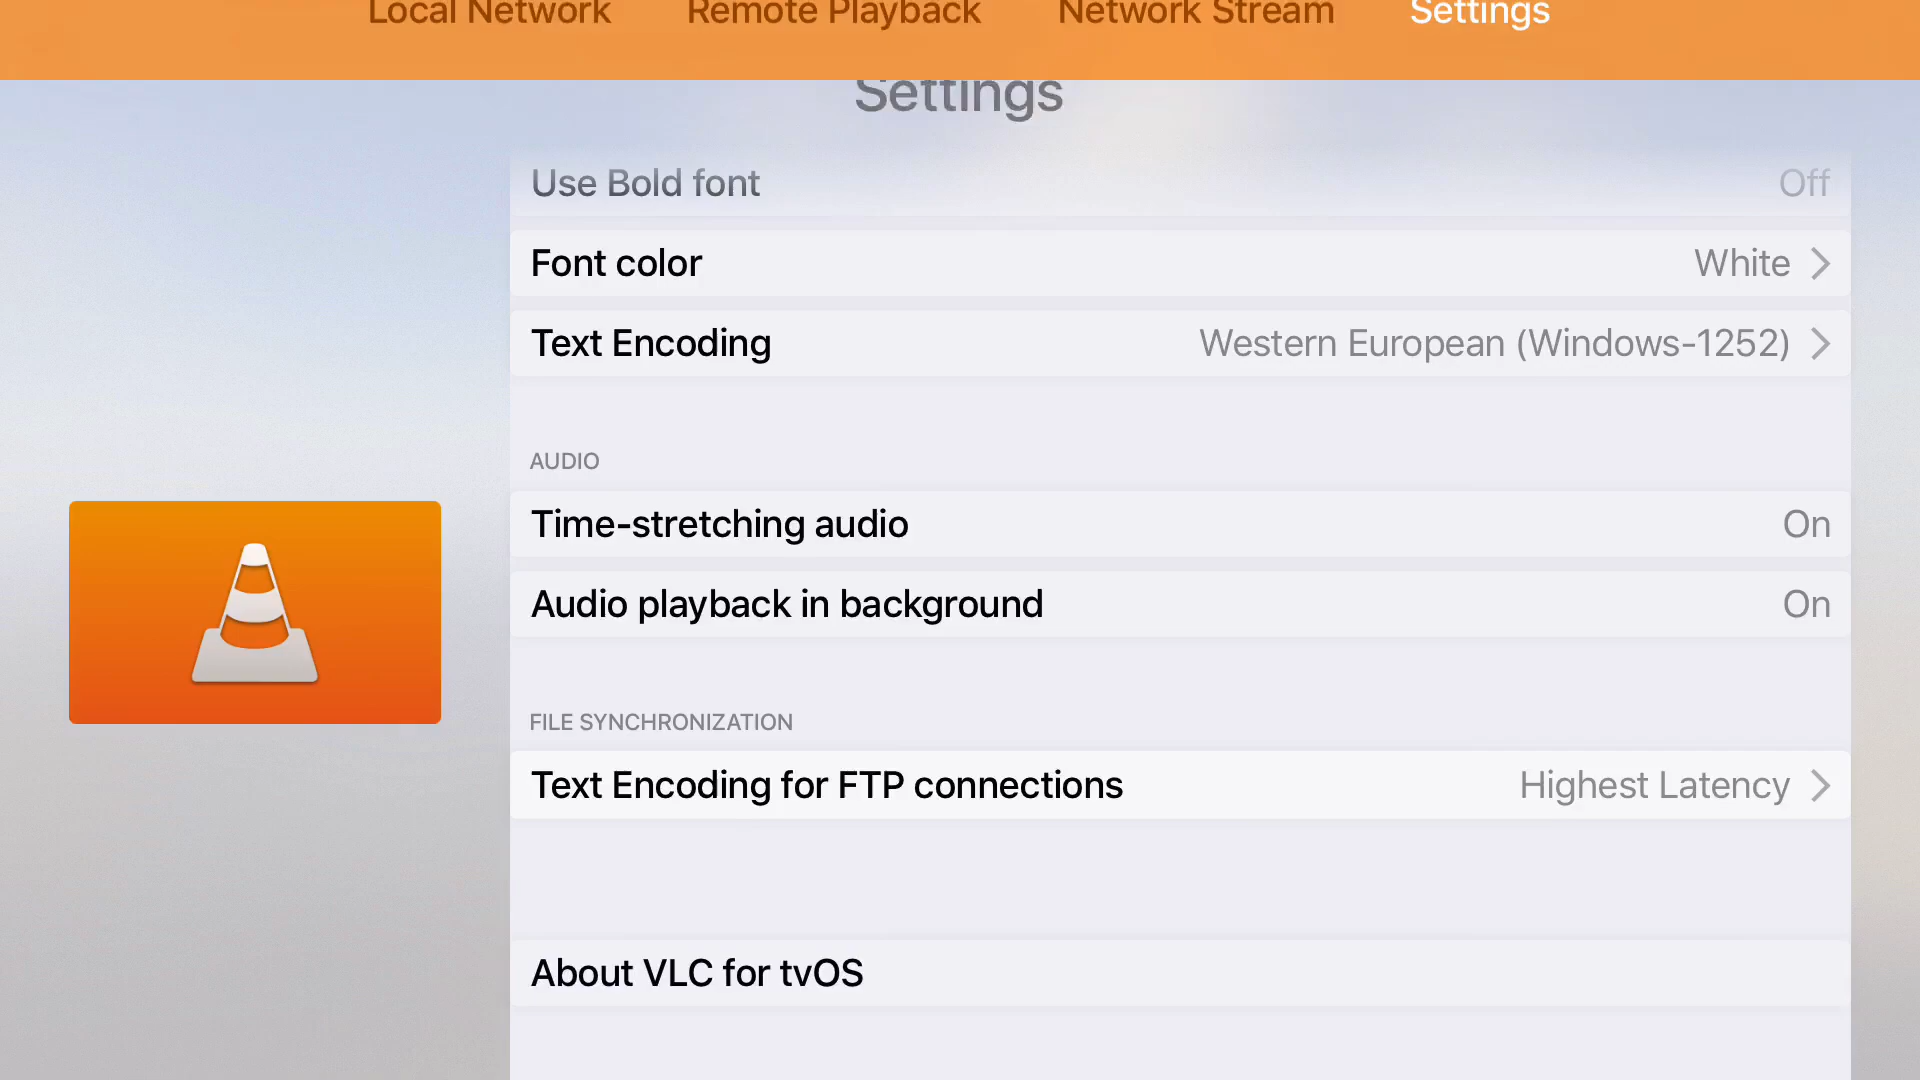 Local Network Remote Playback Network Stream Settings
Settings
Use Bold font Off
Font color White
Text Encoding Western European (Windows-1252)
AUDIO
Time-stretching audio On
Audio playback in background On
FILE SYNCHRONIZATION
Text Encoding for FTP connections Highest Latency
About VLC for tvOS